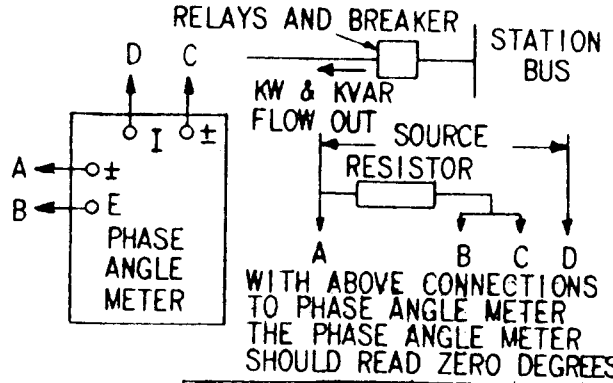 RELAYS AND BREAKER
STATION
BUS
D C
KW & KVAR
FLOW OUT
I ±
A ±
B E
PHASE
ANGLE
METER
SOURCE
RESISTOR
A B C D
WITH ABOVE CONNECTIONS
TO PHASE ANGLE METER
THE PHASE ANGLE METER
SHOULD READ ZERO DEGREES